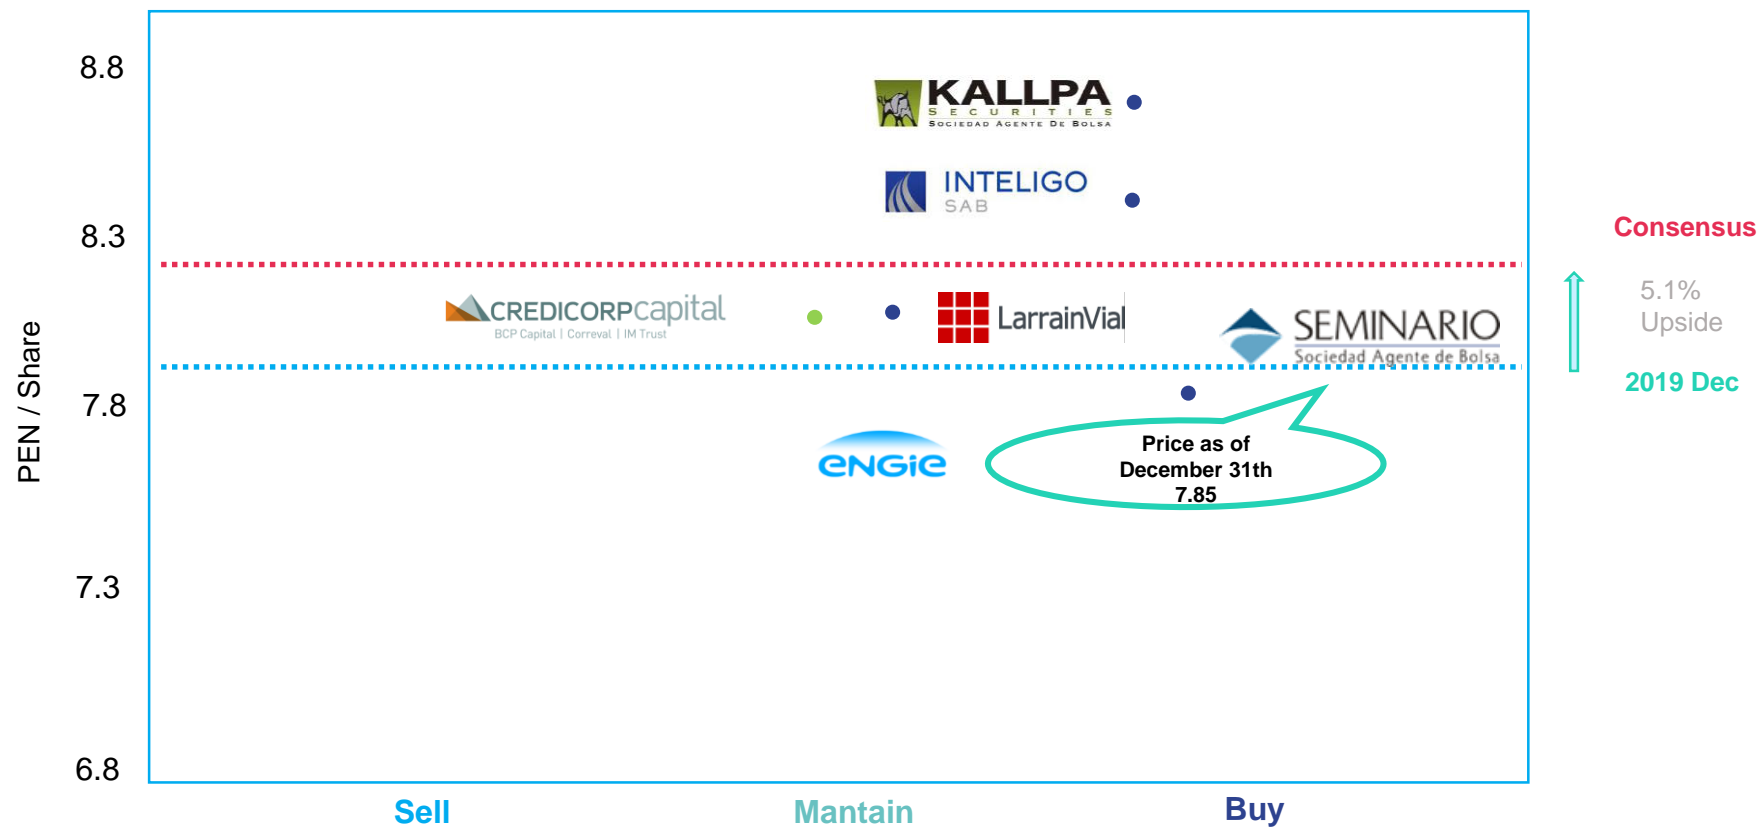 8.8
KALLPA
SECURITIES
SOCIEDAD AGENTE DE BOLSA
INTELIGO
SAB
8.3
Consensus
5.1%
Upside
CREDICORPcapital
BCP Capital | Correval | IM Trust
LarrainVial
SEMINARIO
Sociedad Agente de Bolsa
2019 Dec
PEN / Share
7.8
ENGIE
Price as of
December 31th
7.85
7.3
6.8
Sell
Mantain
Buy